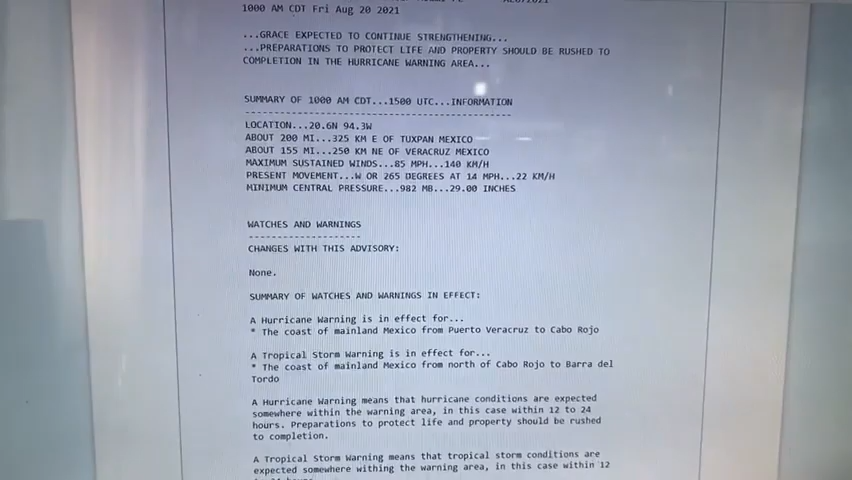 1000 AM CDT Fri Aug 20 2021
...GRACE EXPECTED TO CONTINUE STRENGTHENING...
...PREPARATIONS TO PROTECT LIFE AND PROPERTY SHOULD BE RUSHED TO
COMPLETION IN THE HURRICANE WARNING AREA...
SUMMARY OF 1000 AM CDT...1500 UTC...INFORMATION
----------------------------------------------
LOCATION...20.6N 94.3W
ABOUT 200 MI...325 KM E OF TUXPAN MEXICO
ABOUT 155 MI...250 KM NE OF VERACRUZ MEXICO
MAXIMUM SUSTAINED WINDS...85 MPH...140 KM/H
PRESENT MOVEMENT...W OR 265 DEGREES AT 14 MPH...22 KM/H
MINIMUM CENTRAL PRESSURE...982 MB...29.00 INCHES
WATCHES AND WARNINGS
--------------------
CHANGES WITH THIS ADVISORY:
None.
SUMMARY OF WATCHES AND WARNINGS IN EFFECT:
A Hurricane Warning is in effect for...
* The coast of mainland Mexico from Puerto Veracruz to Cabo Rojo
A Tropical Storm Warning is in effect for...
* The coast of mainland Mexico from north of Cabo Rojo to Barra del
Tordo
A Hurricane Warning means that hurricane conditions are expected
somewhere within the warning area, in this case within 12 to 24
hours. Preparations to protect life and property should be rushed
to completion.
A Tropical Storm Warning means that tropical storm conditions are
expected somewhere withing the warning area, in this case within 12